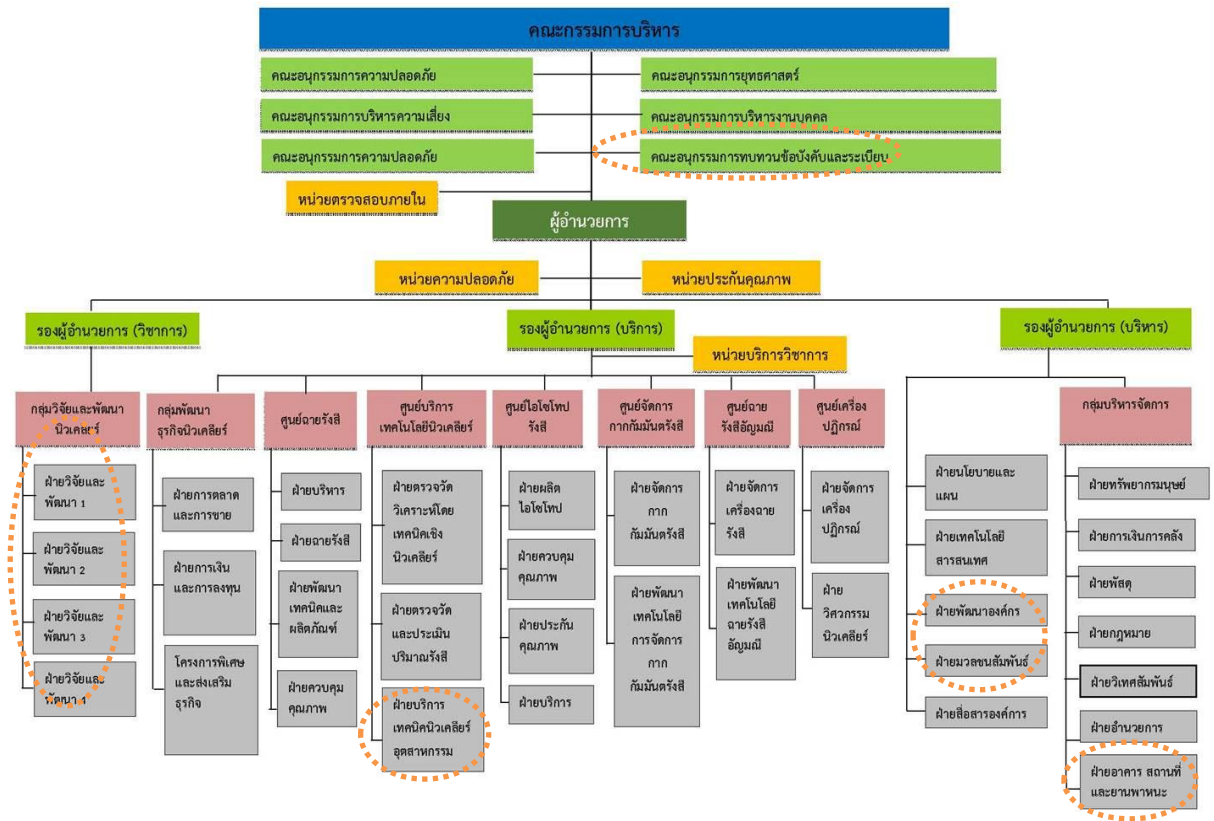 คณะกรรมการบริหาร
คณะอนุกรรมการความปลอดภัย
คณะอนุกรรมการยุทธศาสตร์
คณะอนุกรรมการบริหารความเสี่ยง
คณะอนุกรรมการบริหารงานบุคคล
คณะอนุกรรมการความปลอดภัย
คณะอนุกรรมการทบทวนข้อบังคับและระเบียบ
หน่วยตรวจสอบภายใน
ผู้อำนวยการ
หน่วยความปลอดภัย
หน่วยประกันคุณภาพ
รองผู้อำนวยการ (วิชาการ)
รองผู้อำนวยการ (บริการ)
รองผู้อำนวยการ (บริหาร)
หน่วยบริการวิชาการ
กลุ่มวิจัยและพัฒนา
นิวเคลียร์
ฝ่ายวิจัยและ
พัฒนา 1
ฝ่ายวิจัยและ
พัฒนา 2
ฝ่ายวิจัยและ
พัฒนา 3
ฝ่ายวิจัยและ
พัฒนา 4
กลุ่มพัฒนา
ธุรกิจนิวเคลียร์
ฝ่ายการตลาด
และการขาย
ฝ่ายการเงิน
และการลงทุน
โครงการพิเศษ
และส่งเสริม
ธุรกิจ
ศูนย์ฉายรังสี
ฝ่ายบริหาร
ฝ่ายฉายรังสี
ฝ่ายพัฒนา
เทคนิคและ
ผลิตภัณฑ์
ฝ่ายควบคุม
คุณภาพ
ศูนย์บริการ
เทคโนโลยีนิวเคลียร์
ฝ่ายตรวจวัด
วิเคราะห์โดย
เทคนิคเชิง
นิวเคลียร์
ฝ่ายตรวจวัด
และประเมิน
ปริมาณรังสี
ฝ่ายบริการ
เทคนิคนิวเคลียร์
อุตสาหกรรม
ศูนย์ไอโซโทป
รังสี
ฝ่ายผลิต
ไอโซโทป
ฝ่ายควบคุม
คุณภาพ
ฝ่ายประกัน
คุณภาพ
ฝ่ายบริการ
ศูนย์จัดการ
กากกัมมันตรังสี
ฝ่ายจัดการ
กาก
กัมมันตรังสี
ฝ่ายพัฒนา
เทคโนโลยี
การจัดการ
กาก
กัมมันตรังสี
ศูนย์ฉาย
รังสีอัญมณี
ฝ่ายจัดการ
เครื่องฉาย
รังสี
ฝ่ายพัฒนา
เทคโนโลยี
ฉายรังสี
อัญมณี
ศูนย์เครื่อง
ปฏิกรณ์
ฝ่ายจัดการ
เครื่อง
ปฏิกรณ์
ฝ่าย
วิศวกรรม
นิวเคลียร์
ฝ่ายนโยบายและ
แผน
ฝ่ายเทคโนโลยี
สารสนเทศ
ฝ่ายพัฒนาองค์กร
ฝ่ายมวลชนสัมพันธ์
ฝ่ายสื่อสารองค์การ
กลุ่มบริหารจัดการ
ฝ่ายทรัพยากรมนุษย์
ฝ่ายการเงินการคลัง
ฝ่ายพัสดุ
ฝ่ายกฎหมาย
ฝ่ายวิเทศสัมพันธ์
ฝ่ายอำนวยการ
ฝ่ายอาคาร สถานที่
และยานพาหนะ